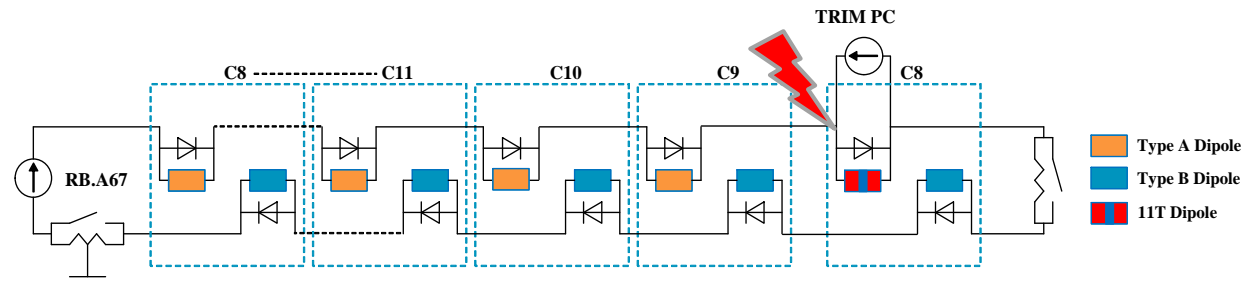 TRIM PC
C8
C11
C10
C9
C8
RB.A67
Type A Dipole
Type B Dipole
11T Dipole